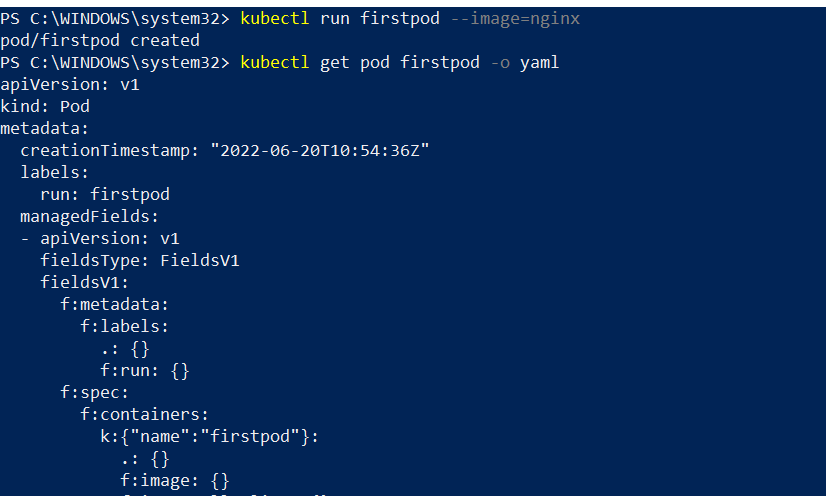 PS C:\WINDOWS\system32> kubectl run firstpod --image=nginx
pod/firstpod created
PS C:\WINDOWS\system32> kubectl get pod firstpod -o yaml
apiVersion: v1
kind: Pod
metadata:
  creationTimestamp: "2022-06-20T10:54:36Z"
  labels:
    run: firstpod
  managedFields:
  - apiVersion: v1
    fieldsType: FieldsV1
    fieldsV1:
      f:metadata:
        f:labels:
          .: {}
          f:run: {}
      f:spec:
        f:containers:
          k:{"name":"firstpod"}:
            .: {}
            f:image: {}